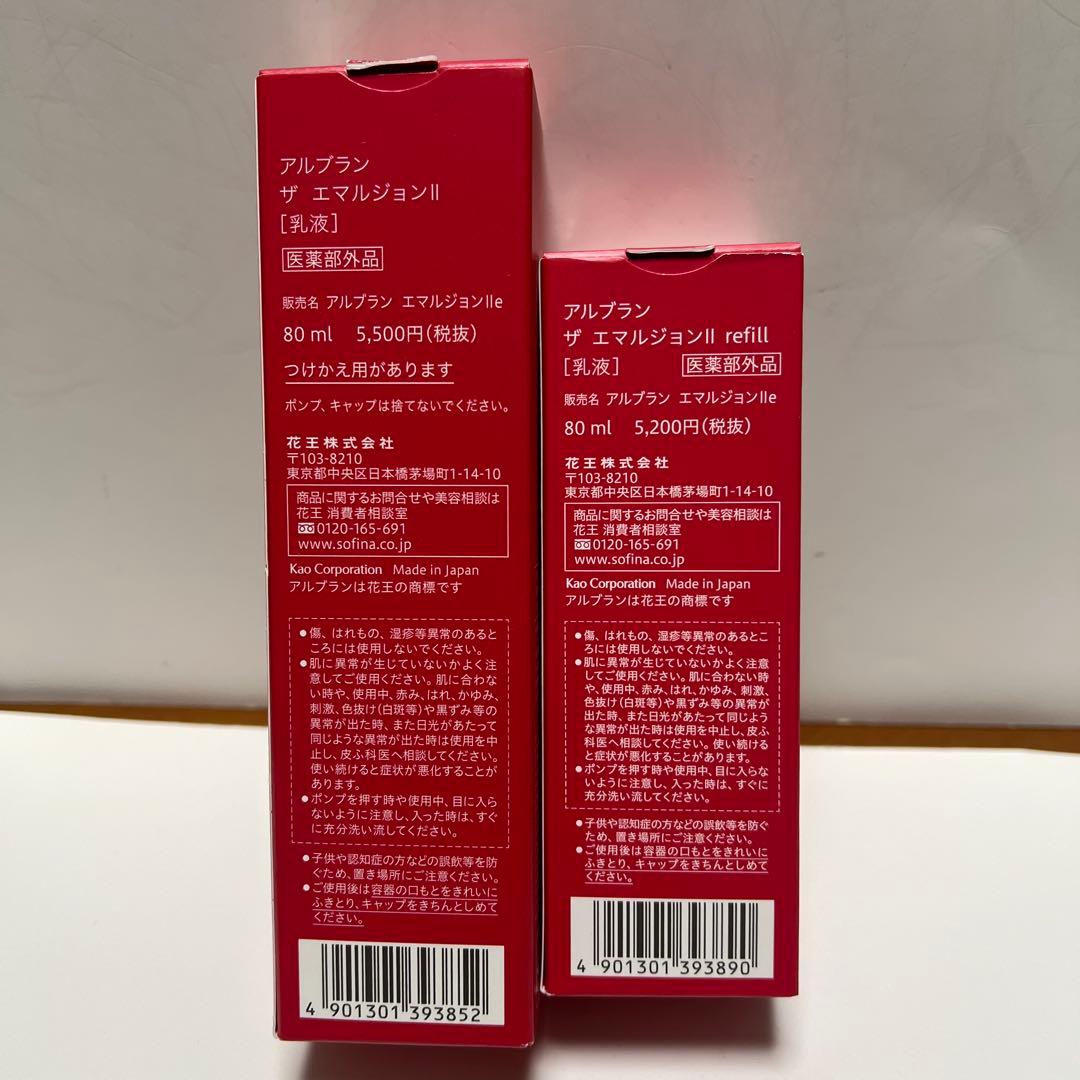 アルブラン
ザ エマルジョンII
[乳液]
医薬部外品
販売名 アルブラン エマルジョンIIe
80 ml 5,500円(税抜)
つけかえ用があります
ポンプ、キャップは捨てないでください。
花王株式会社
〒103-8210
東京都中央区日本橋茅場町1-14-10
商品に関するお問合せや美容相談は
花王 消費者相談室
0120-165-691
www.sofina.co.jp
Kao Corporation Made in Japan
アルブランは花王の商標です
●傷、はれもの、湿疹等異常のあると
ころには使用しないでください。
●肌に異常が生じていないかよく注
意してご使用ください。肌に合わな
い時や、使用中、赤み、はれ、かゆみ、
刺激、色抜け(白斑等)や黒ずみ等の
異常が出た時、また日光があたって
同じような異常が出た時は使用を中
止し、皮ふ科医へ相談してください。
使い続けると症状が悪化することが
あります。
●ポンプを押す時や使用中、目に入ら
ないように注意し、入った時は、すぐ
に充分洗い流してください。
●子供や認知症の方などの誤飲等を防
ぐため、置き場所にご注意ください。
●ご使用後は容器の口もとをきれいに
ふきとり、キャップをきちんとしめて
ください。
4 901301 393852
アルブラン
ザ エマルジョンII refill
[乳液] 医薬部外品
販売名 アルブラン エマルジョンIIe
80 ml 5,200円(税抜)
花王株式会社
〒103-8210
東京都中央区日本橋茅場町1-14-10
商品に関するお問合せや美容相談は
花王 消費者相談室
0120-165-691
www.sofina.co.jp
Kao Corporation Made in Japan
アルブランは花王の商標です
●傷、はれもの、湿疹等異常のあるとこ
ろには使用しないでください。
●肌に異常が生じていないかよく注意
してご使用ください。肌に合わない時
や、使用中、赤み、はれ、かゆみ、刺激、
色抜け(白斑等)や黒ずみ等の異常が
出た時、また日光があたって同じよう
な異常が出た時は使用を中止し、皮ふ
科医へ相談してください。使い続ける
と症状が悪化することがあります。
●ポンプを押す時や使用中、目に入らな
いように注意し、入った時は、すぐに
充分洗い流してください。
●子供や認知症の方などの誤飲等を防ぐ
ため、置き場所にご注意ください。
●ご使用後は容器の口もとをきれいに
ふきとり、キャップをきちんとしめて
ください。
4 901301 393890